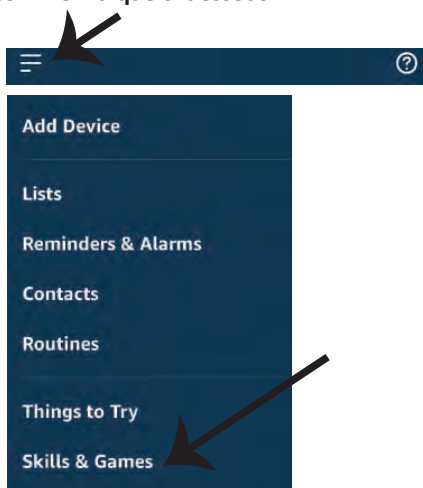 Add Device
Lists
Reminders & Alarms
Contacts
Routines
Things to Try
Skills & Games